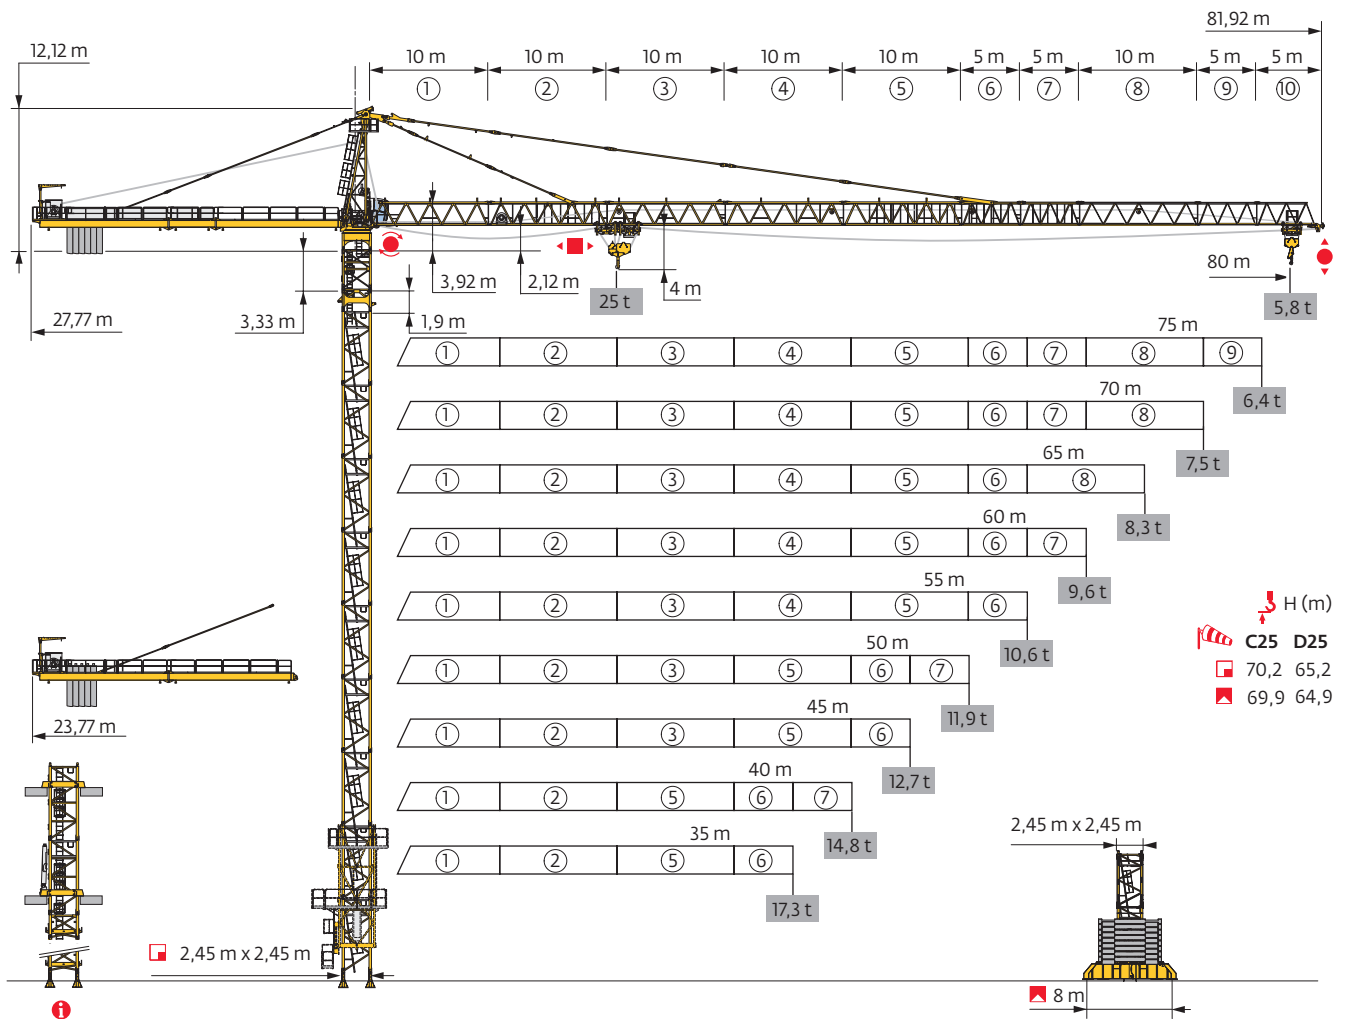 81,92 m
12,12 m
10 m 10 m 10 m 10 m 10 m 5 m 5 m 10 m 5 m 5 m
1 2 3 4 5 6 7 8 9 10
80 m
3,92 m
2,12 m
4 m
25 t
5,8 t
27,77 m
3,33 m
1,9 m
75 m
1 2 3 4 5 6 7 8 9
6,4 t
70 m
1 2 3 4 5 6 7 8
7,5 t
65 m
1 2 3 4 5 6 8
8,3 t
60 m
1 2 3 4 5 6 7
9,6 t
55 m
1 2 3 4 5 6
10,6 t
H (m)
C25 D25
70,2 65,2
69,9 64,9
50 m
1 2 3 5 6 7
11,9 t
23,77 m
45 m
1 2 3 5 6
12,7 t
40 m
1 2 5 6 7
14,8 t
35 m
1 2 5 6
17,3 t
2,45 m x 2,45 m
2,45 m x 2,45 m
8 m
i